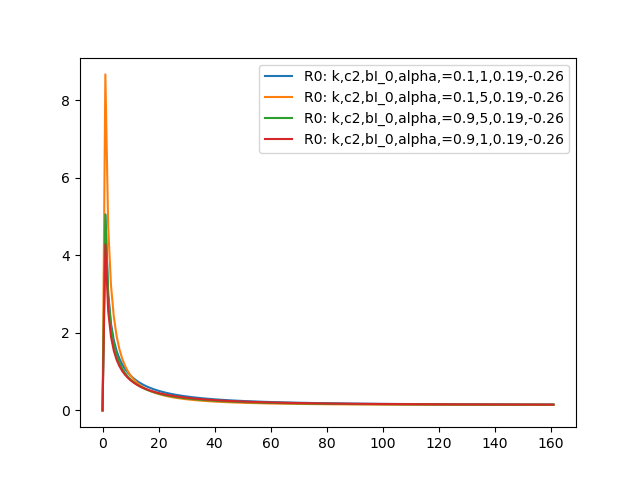 R0: k,c2,bI_0,alpha,=0.1,1,0.19,-0.26
R0: k,c2,bI_0,alpha,=0.1,5,0.19,-0.26
R0: k,c2,bI_0,alpha,=0.9,5,0.19,-0.26
R0: k,c2,bI_0,alpha,=0.9,1,0.19,-0.26
8
6
4
2
0
0 20 40 60 80 100 120 140 160